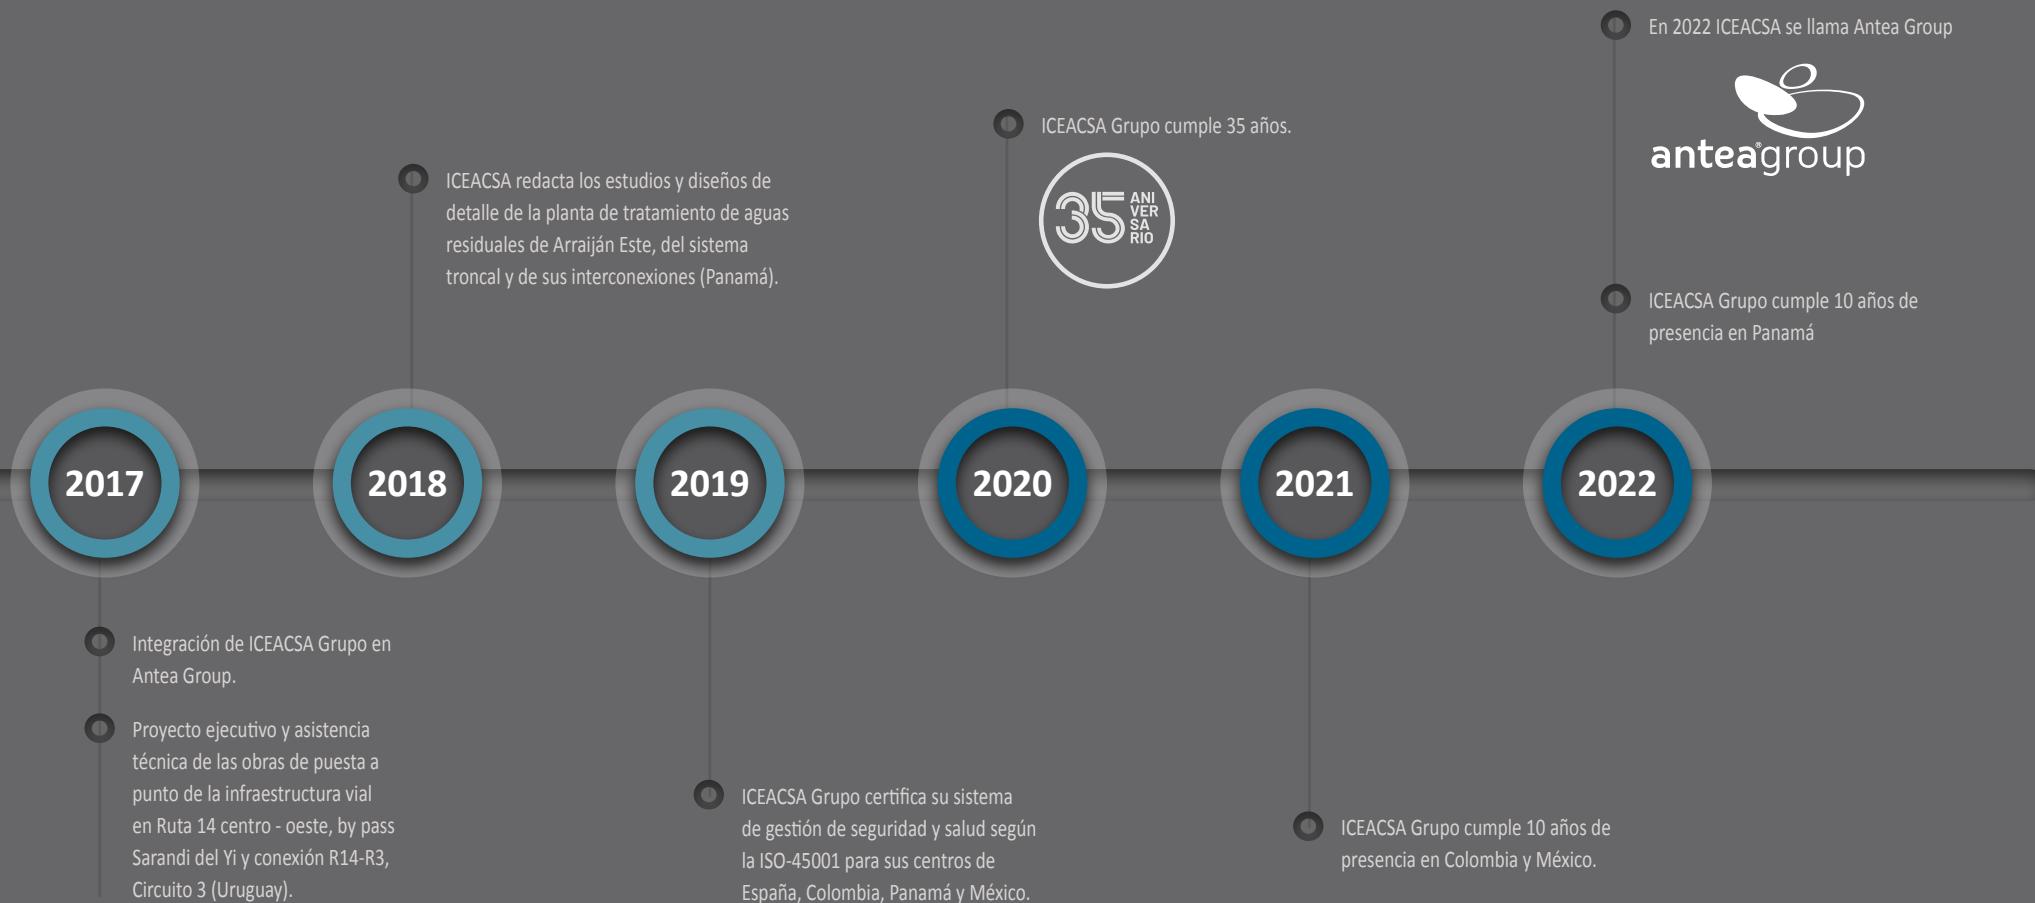 2017
Integración de ICEACSA Grupo en
Antea Group.
Proyecto ejecutivo y asistencia
técnica de las obras de puesta a
punto de la infraestructura vial
en Ruta 14 centro - oeste, by pass
Sarandi del Yi y conexión R14-R3,
Circuito 3 (Uruguay).
ICEACSA redacta los estudios y diseños de
detalle de la planta de tratamiento de aguas
residuales de Arraiján Este, del sistema
troncal y de sus interconexiones (Panamá).
2018
2019
ICEACSA Grupo certifica su sistema
de gestión de seguridad y salud según
la ISO-45001 para sus centros de
España, Colombia, Panamá y México.
ICEACSA Grupo cumple 35 años.
35
ANI
VER
SA
RIO
2020
2021
ICEACSA Grupo cumple 10 años de
presencia en Colombia y México.
En 2022 ICEACSA se llama Antea Group
antea®group
ICEACSA Grupo cumple 10 años de
presencia en Panamá
2022